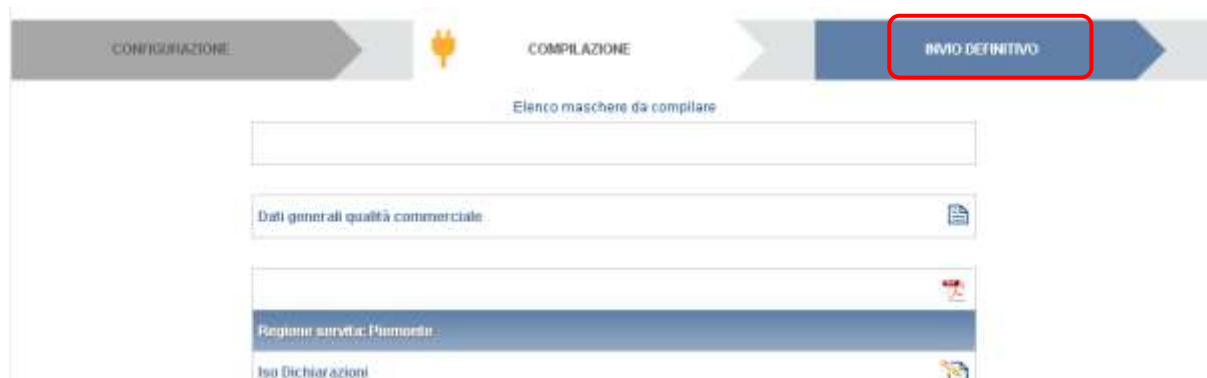 CONFIGURAZIONE
COMPILAZIONE
INVIO DEFINITIVO
Elenco maschere da compilare
Dati generali qualità commerciale
Regione servita: Piemonte
Iso Dichiarazioni